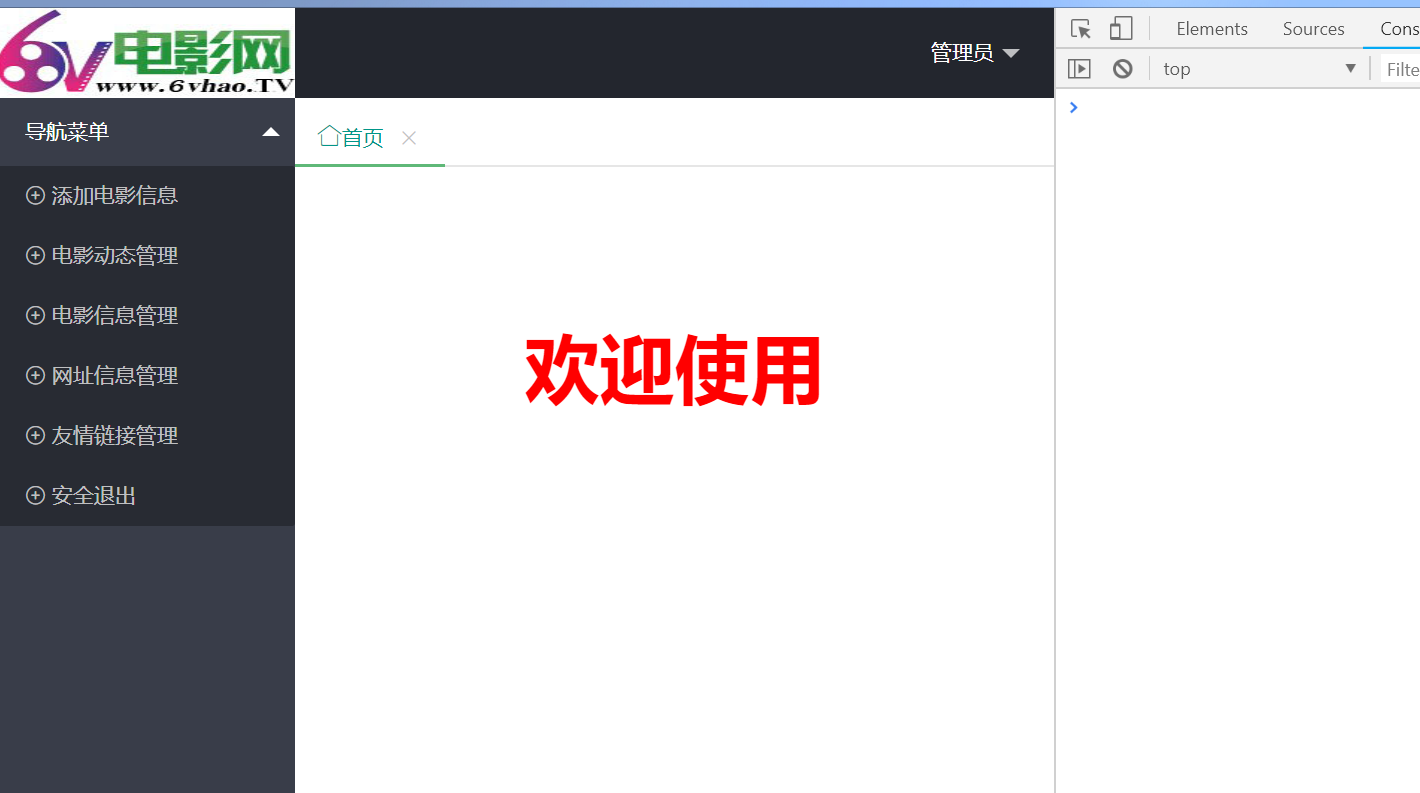 6v电影网
www.6vhao.TV
管理员
导航菜单
首页
添加电影信息
电影动态管理
电影信息管理
网址信息管理
友情链接管理
安全退出
欢迎使用
Elements Sources Cons
top Filte